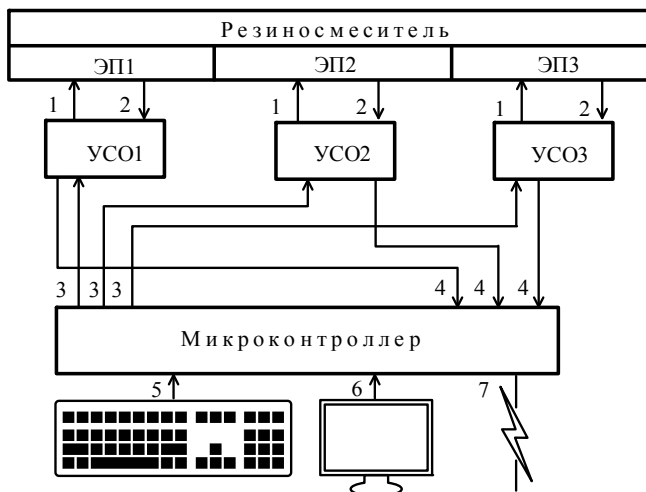 Резиносмеситель
ЭП1 ЭП2 ЭП3
1 2 1 2 1 2
УСО1 УСО2 УСО3
3 3 3 4 4 4
Микроконтроллер
5 6 7